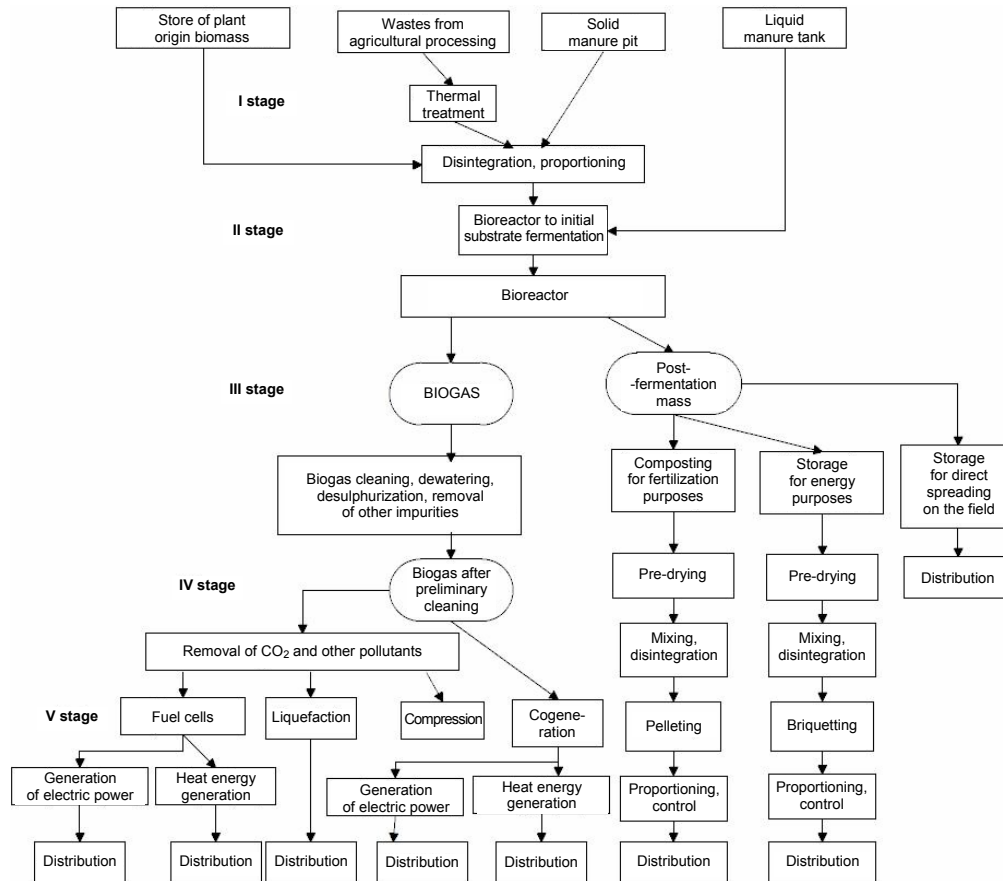 Store of plant
origin biomass
Wastes from
agricultural processing
Solid
manure pit
Liquid
manure tank
I stage
Thermal
treatment
Disintegration, proportioning
II stage
Bioreactor to initial
substrate fermentation
Bioreactor
III stage
BIOGAS
Post-
-fermentation
mass
Biogas cleaning, dewatering,
desulphurization, removal
of other impurities
Composting
for fertilization
purposes
Storage
for energy
purposes
Storage
for direct
spreading
on the field
IV stage
Biogas after
preliminary
cleaning
Pre-drying
Pre-drying
Distribution
Removal of CO₂ and other pollutants
Mixing,
disintegration
Mixing,
disintegration
V stage
Fuel cells
Liquefaction
Compression
Cogene-
ration
Pelleting
Briquetting
Generation
of electric power
Heat energy
generation
Generation
of electric power
Heat energy
generation
Proportioning,
control
Proportioning,
control
Distribution
Distribution
Distribution
Distribution
Distribution
Distribution
Distribution